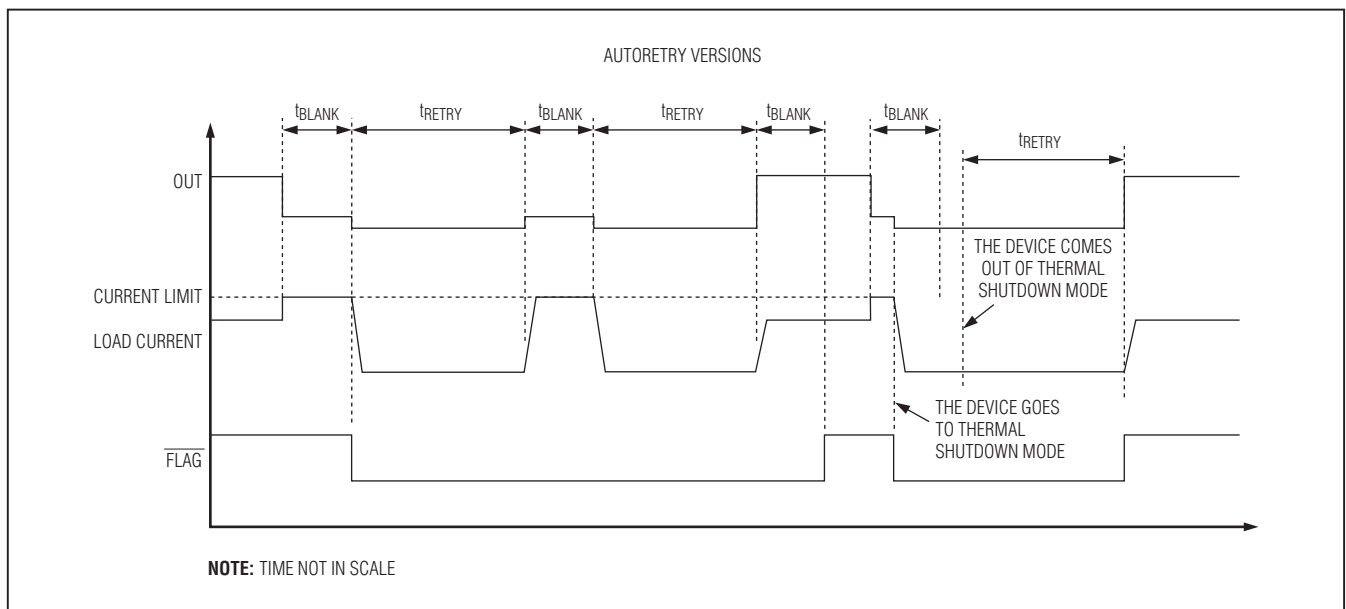 AUTORETRY VERSIONS
tBLANK
tRETRY
tBLANK
tRETRY
tBLANK
tBLANK
tRETRY
OUT
THE DEVICE COMES
OUT OF THERMAL
SHUTDOWN MODE
CURRENT LIMIT
LOAD CURRENT
THE DEVICE GOES
TO THERMAL
SHUTDOWN MODE
FLAG
NOTE: TIME NOT IN SCALE